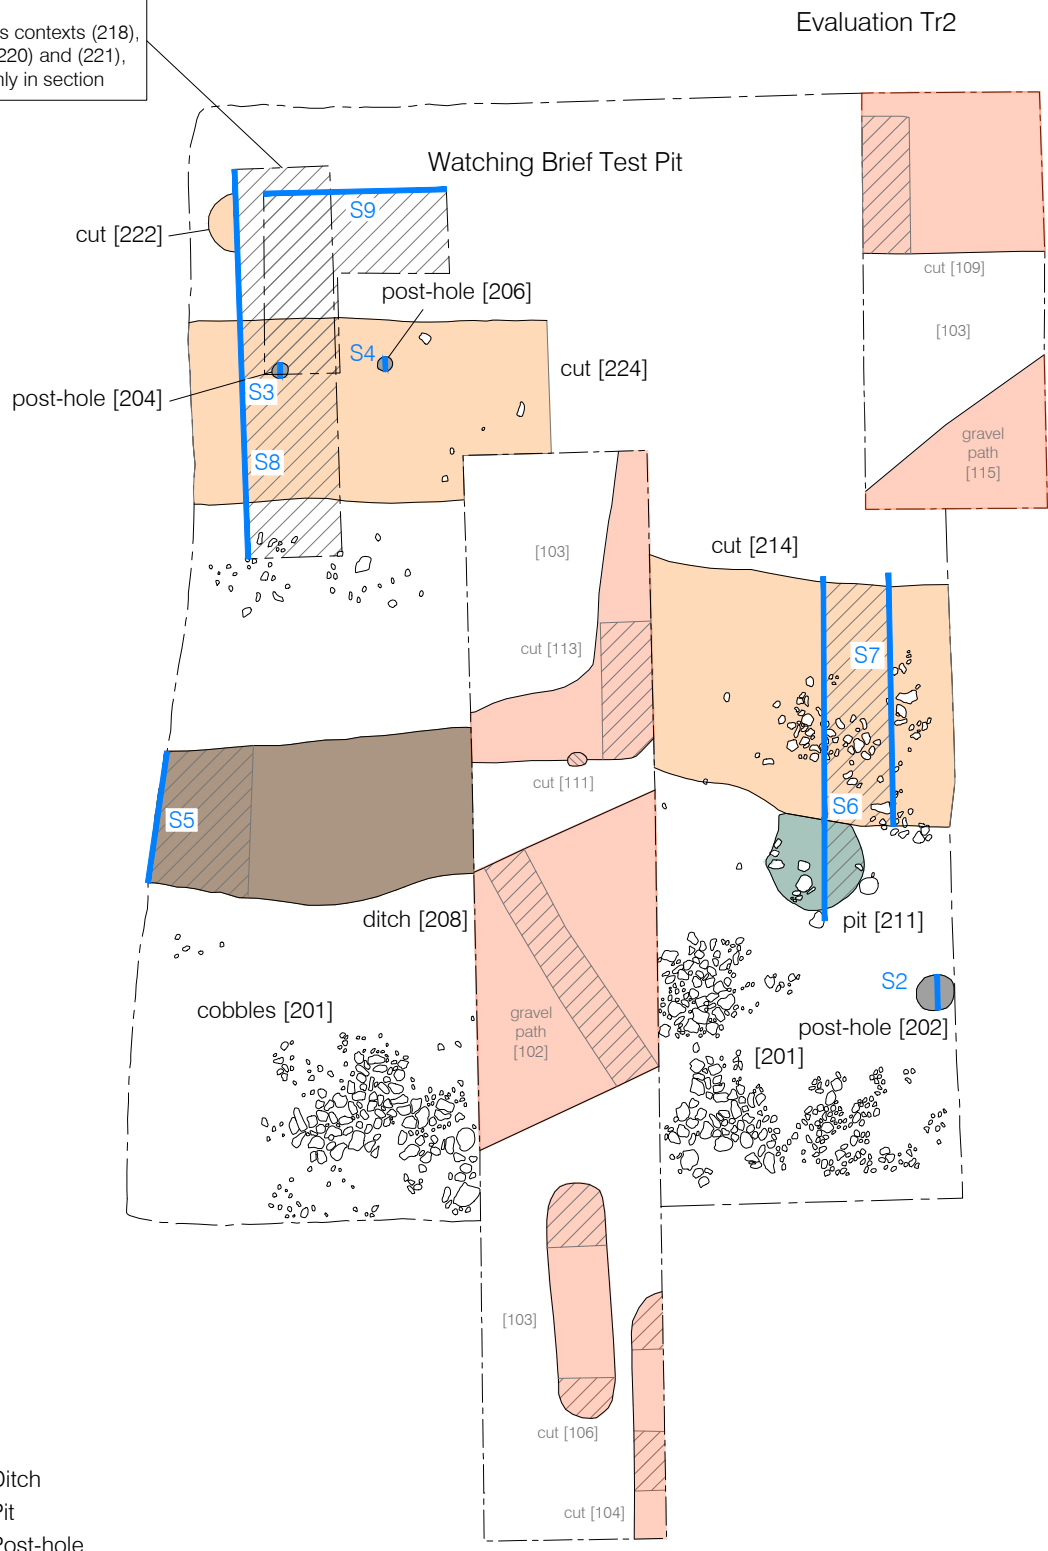 Evaluation Tr2
contexts (218),
220) and (221),
in section
Watching Brief Test Pit
S9
cut [222]
cut [109]
post-hole [206]
[103]
S4
cut [224]
S3
post-hole [204]
gravel
path
[115]
S8
cut [214]
[103]
cut [113]
S7
cut [111]
S6
S5
ditch [208]
pit [211]
S2
cobbles [201]
gravel
path
[102]
post-hole [202]
[201]
[103]
cut [106]
cut [104]
Ditch
Pit
Post-hole